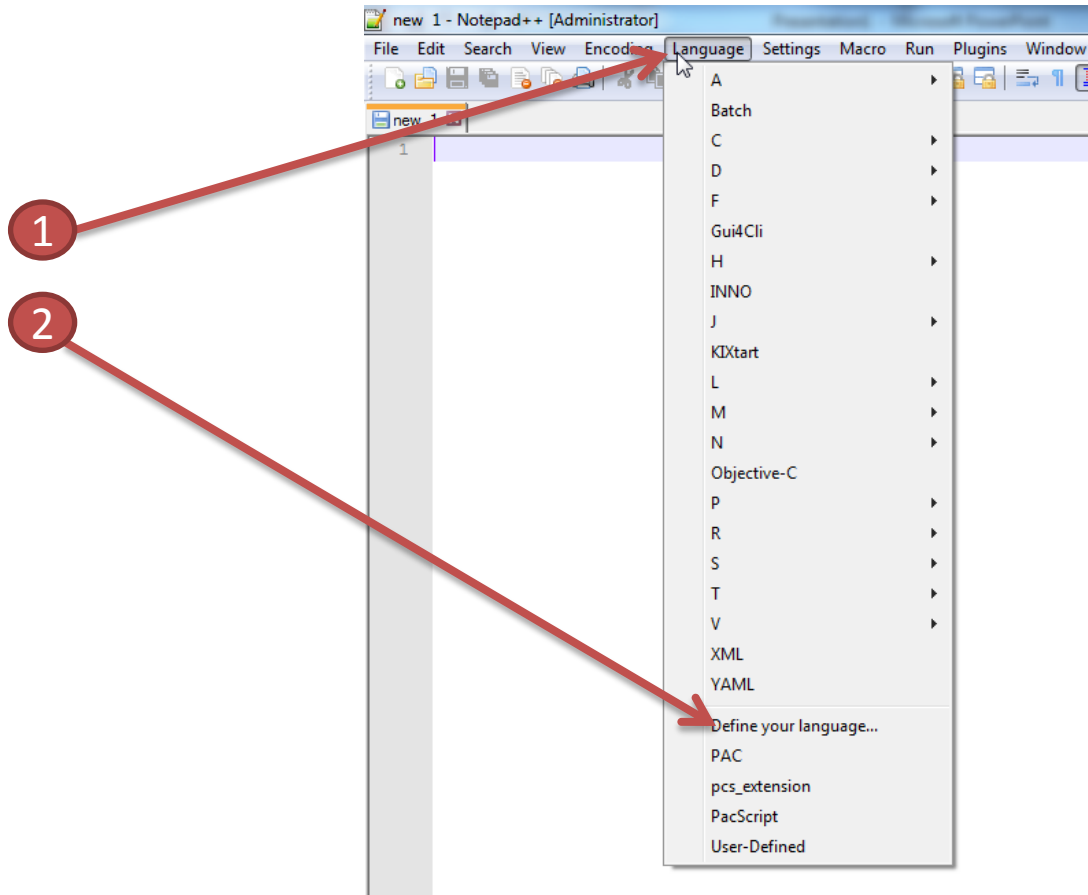 new 1 - Notepad++ [Administrator]
File Edit Search View Encoding Language Settings Macro Run Plugins Window
new 1
1
A
Batch
C
D
F
Gui4Cli
H
INNO
J
KIXtart
L
M
N
Objective-C
P
R
S
T
V
XML
YAML
Define your language...
PAC
pcs_extension
PacScript
User-Defined
1
2